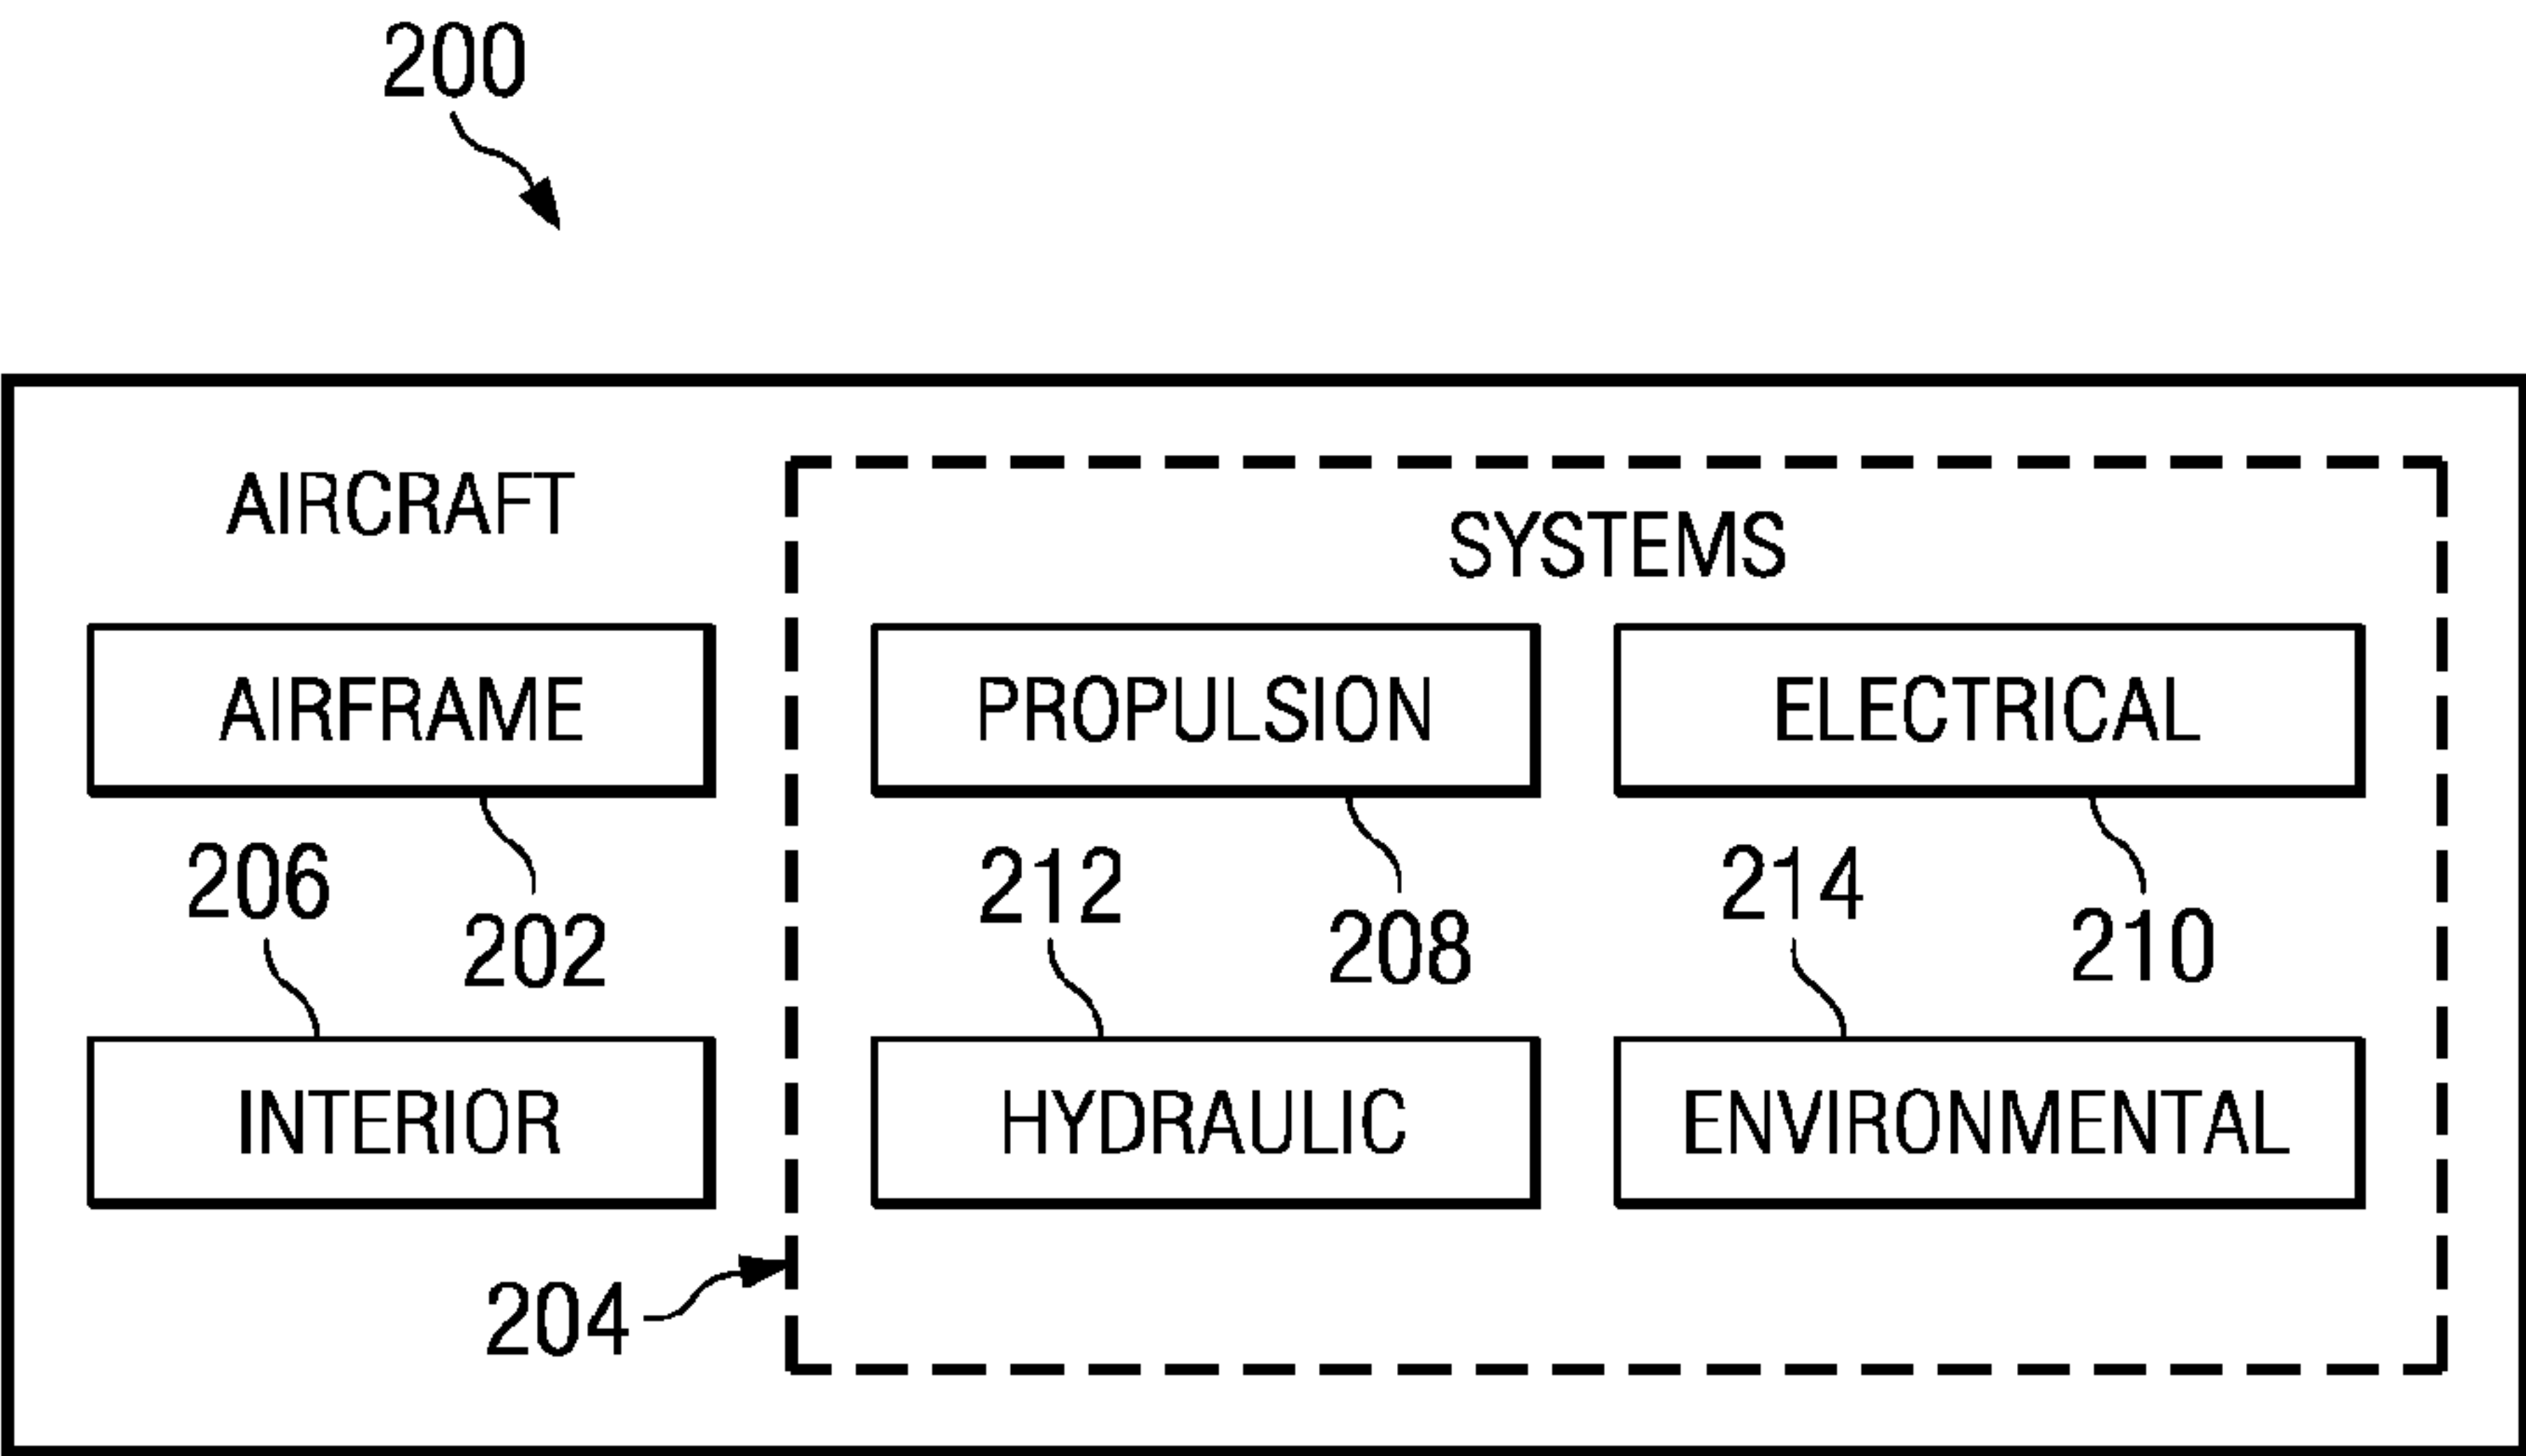 200
AIRCRAFT
SYSTEMS
AIRFRAME
PROPULSION
ELECTRICAL
206
202
212
208
214
210
INTERIOR
HYDRAULIC
ENVIRONMENTAL
204